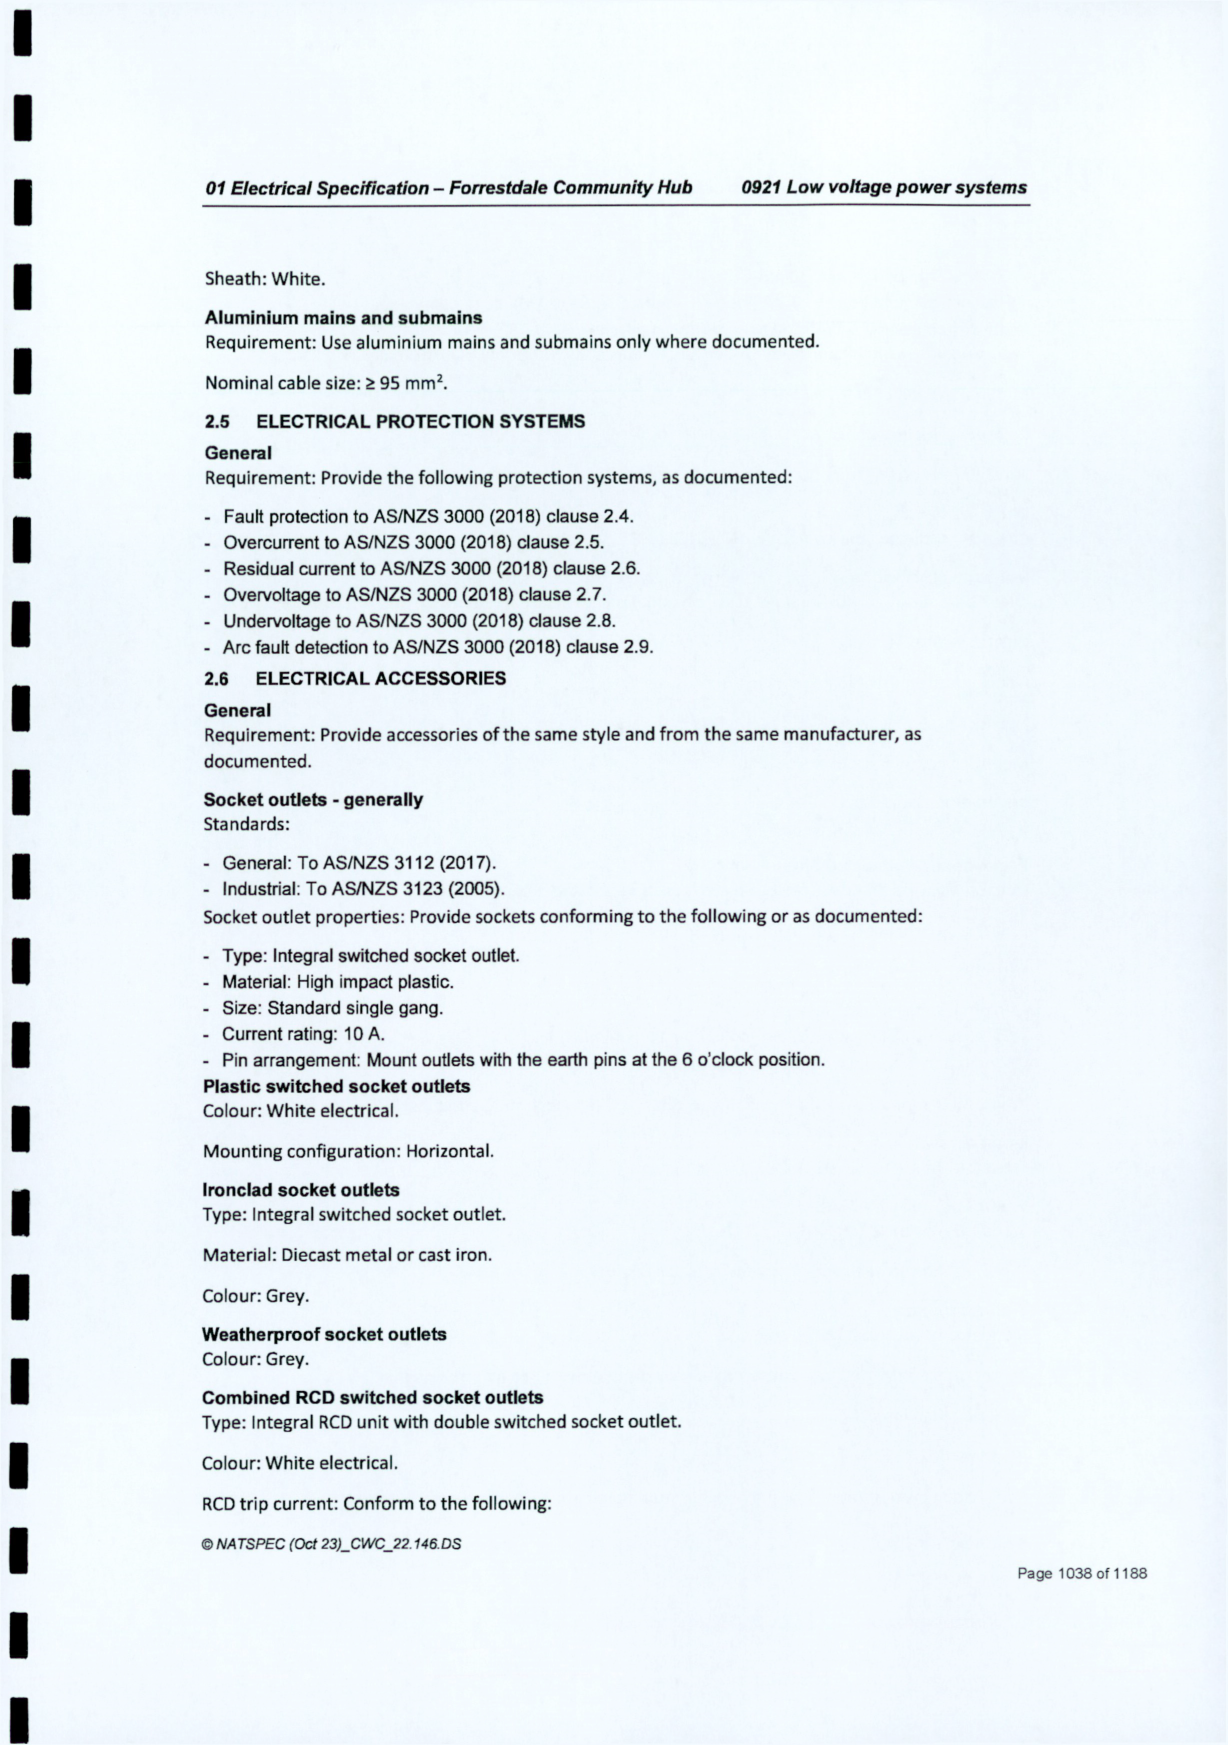 01 Electrical Specification – Forrestdale Community Hub 0921 Low voltage power systems
Sheath: White.
Aluminium mains and submains
Requirement: Use aluminium mains and submains only where documented.
Nominal cable size: ≥ 95 mm².
2.5 ELECTRICAL PROTECTION SYSTEMS
General
Requirement: Provide the following protection systems, as documented:
- Fault protection to AS/NZS 3000 (2018) clause 2.4.
- Overcurrent to AS/NZS 3000 (2018) clause 2.5.
- Residual current to AS/NZS 3000 (2018) clause 2.6.
- Overvoltage to AS/NZS 3000 (2018) clause 2.7.
- Undervoltage to AS/NZS 3000 (2018) clause 2.8.
- Arc fault detection to AS/NZS 3000 (2018) clause 2.9.
2.6 ELECTRICAL ACCESSORIES
General
Requirement: Provide accessories of the same style and from the same manufacturer, as
documented.
Socket outlets - generally
Standards:
- General: To AS/NZS 3112 (2017).
- Industrial: To AS/NZS 3123 (2005).
Socket outlet properties: Provide sockets conforming to the following or as documented:
- Type: Integral switched socket outlet.
- Material: High impact plastic.
- Size: Standard single gang.
- Current rating: 10 A.
- Pin arrangement: Mount outlets with the earth pins at the 6 o'clock position.
Plastic switched socket outlets
Colour: White electrical.
Mounting configuration: Horizontal.
Ironclad socket outlets
Type: Integral switched socket outlet.
Material: Diecast metal or cast iron.
Colour: Grey.
Weatherproof socket outlets
Colour: Grey.
Combined RCD switched socket outlets
Type: Integral RCD unit with double switched socket outlet.
Colour: White electrical.
RCD trip current: Conform to the following:
© NATSPEC (Oct 23)_CWC_22.146.DS
Page 1038 of 1188